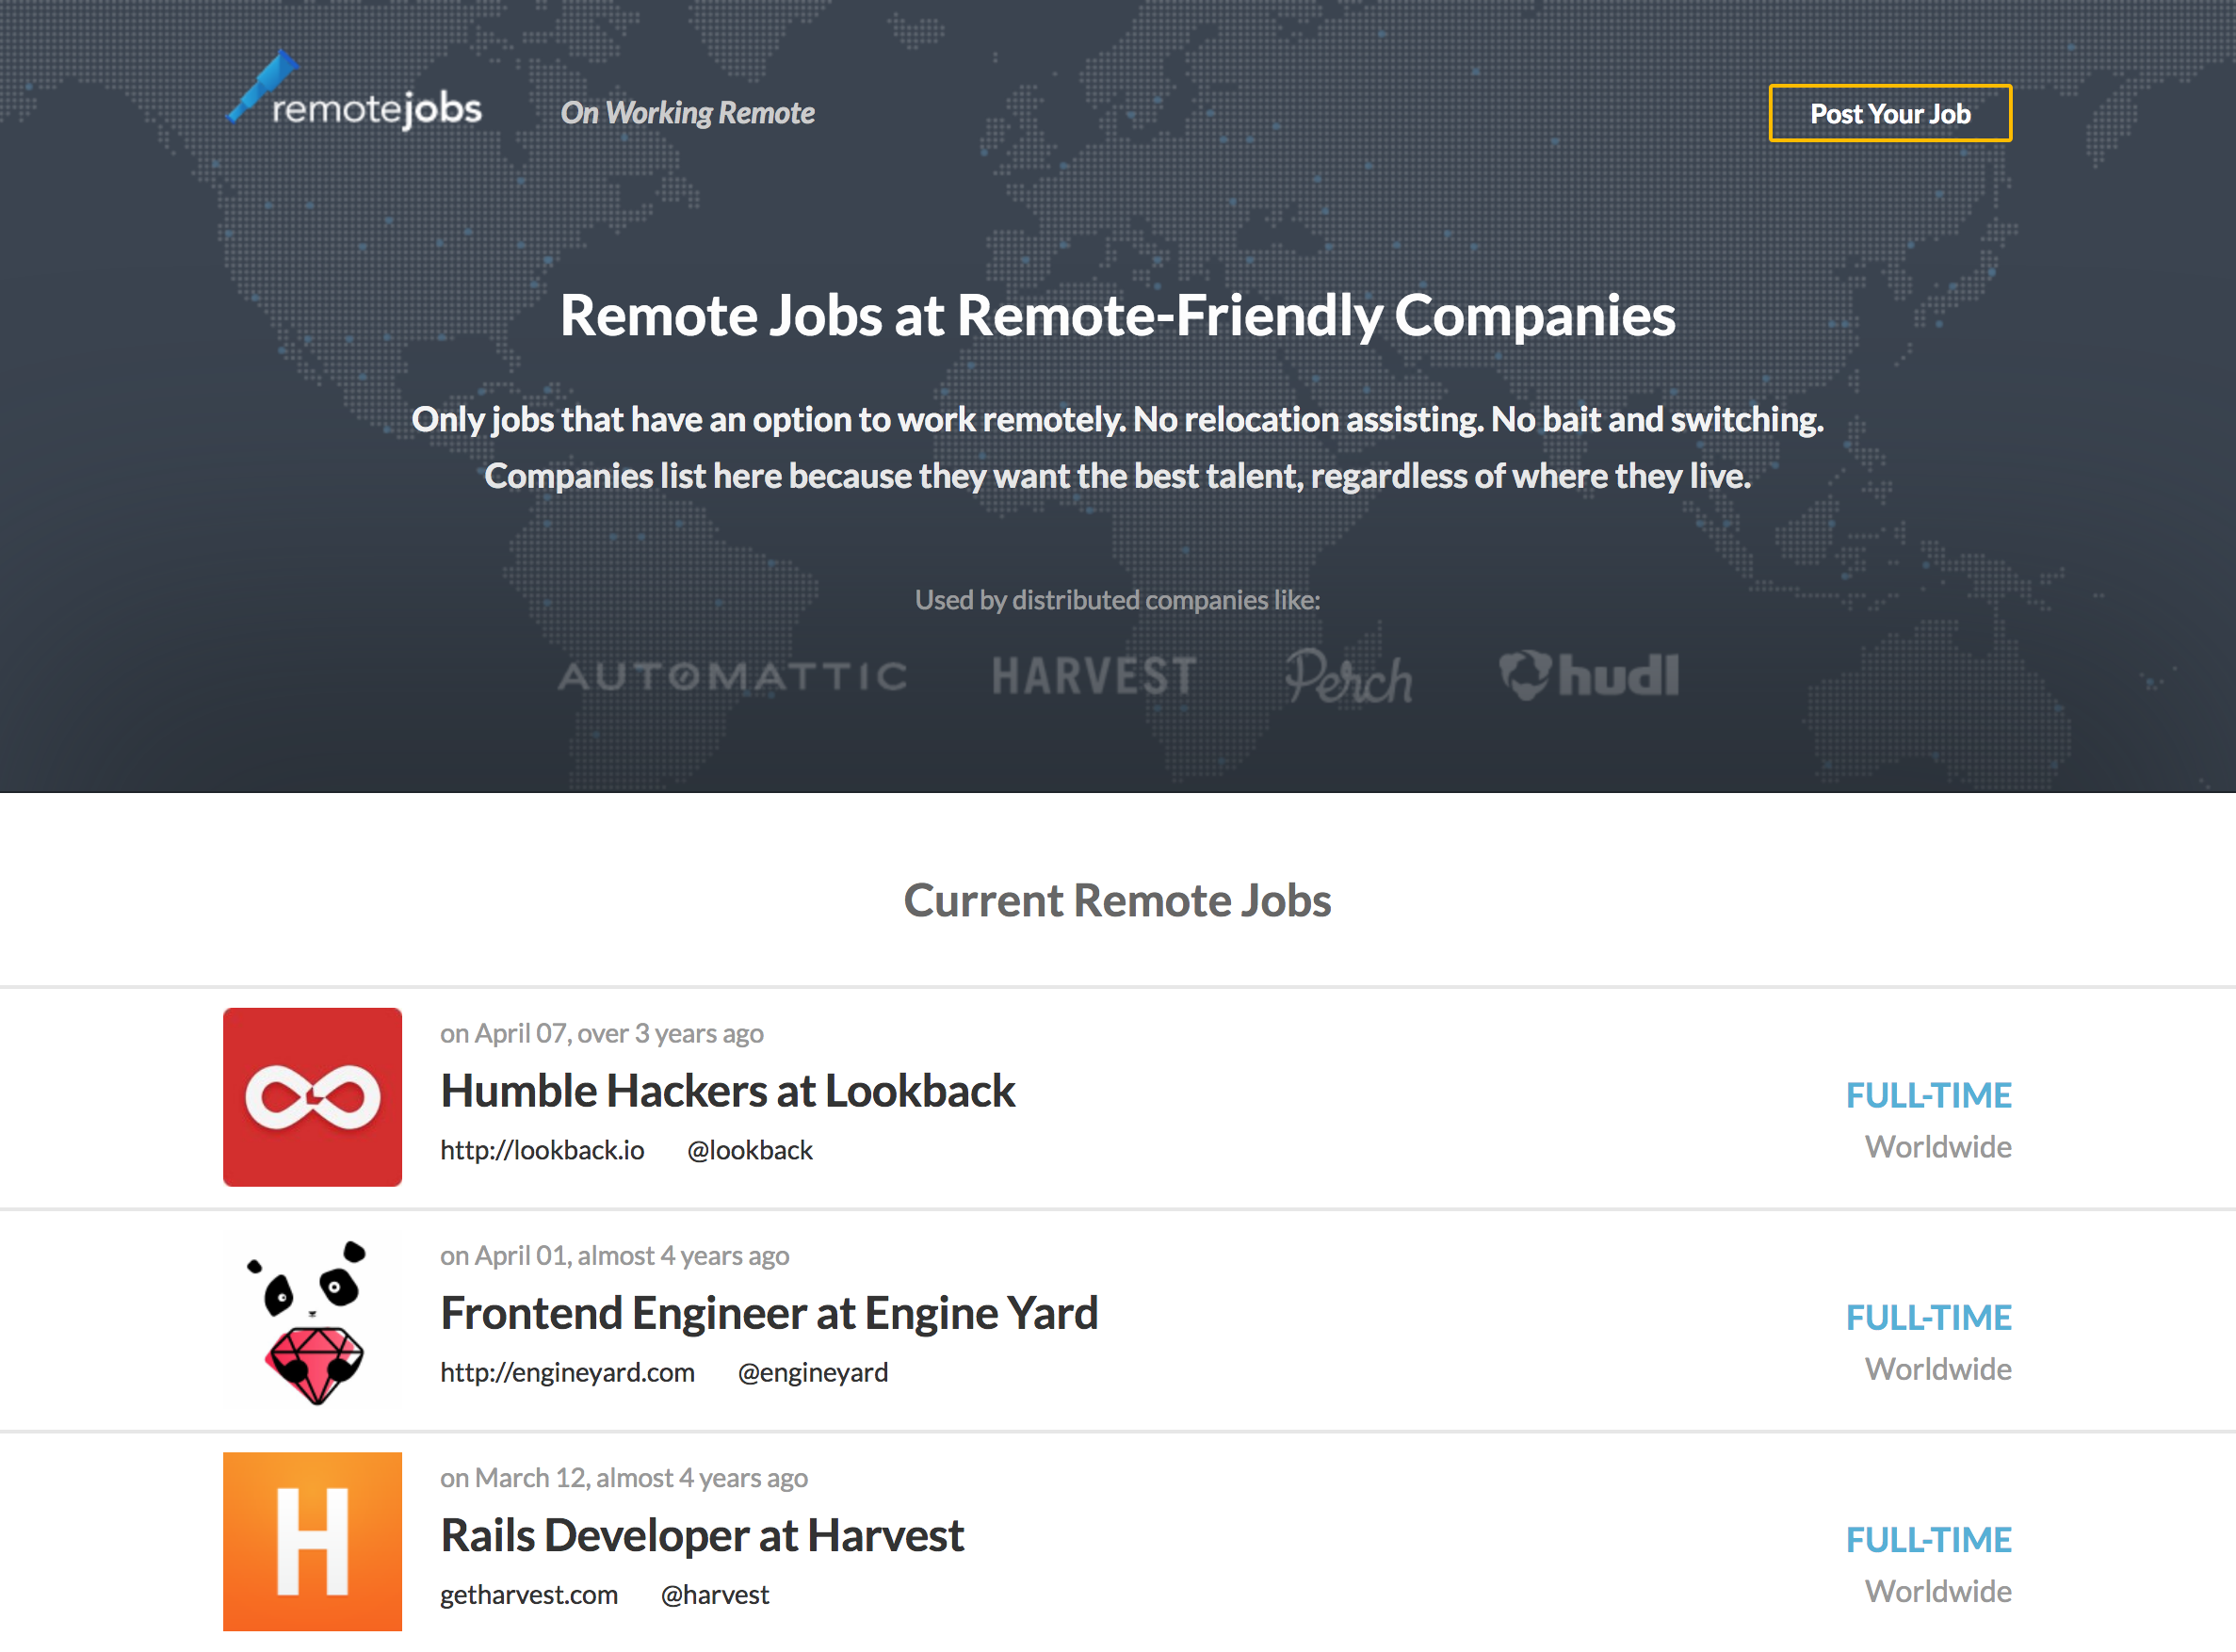 remotejobs
On Working Remote
Post Your Job
Remote Jobs at Remote-Friendly Companies
Only jobs that have an option to work remotely. No relocation assisting. No bait and switching.
Companies list here because they want the best talent, regardless of where they live.
Used by distributed companies like:
AUTOMATTIC HARVEST Perch hudl
Current Remote Jobs
on April 07, over 3 years ago
Humble Hackers at Lookback
http://lookback.io @lookback
FULL-TIME
Worldwide
on April 01, almost 4 years ago
Frontend Engineer at Engine Yard
http://engineyard.com @engineyard
FULL-TIME
Worldwide
H
on March 12, almost 4 years ago
Rails Developer at Harvest
getharvest.com @harvest
FULL-TIME
Worldwide